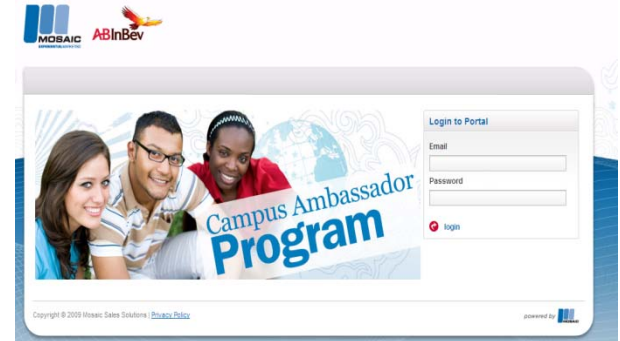 MOSAIC
EXPERIENTIAL MARKETING
ABInBev
Login to Portal
Email
Password
login
Campus Ambassador
Program
Copyright © 2009 Mosaic Sales Solutions | Privacy Policy
powered by MOSAIC